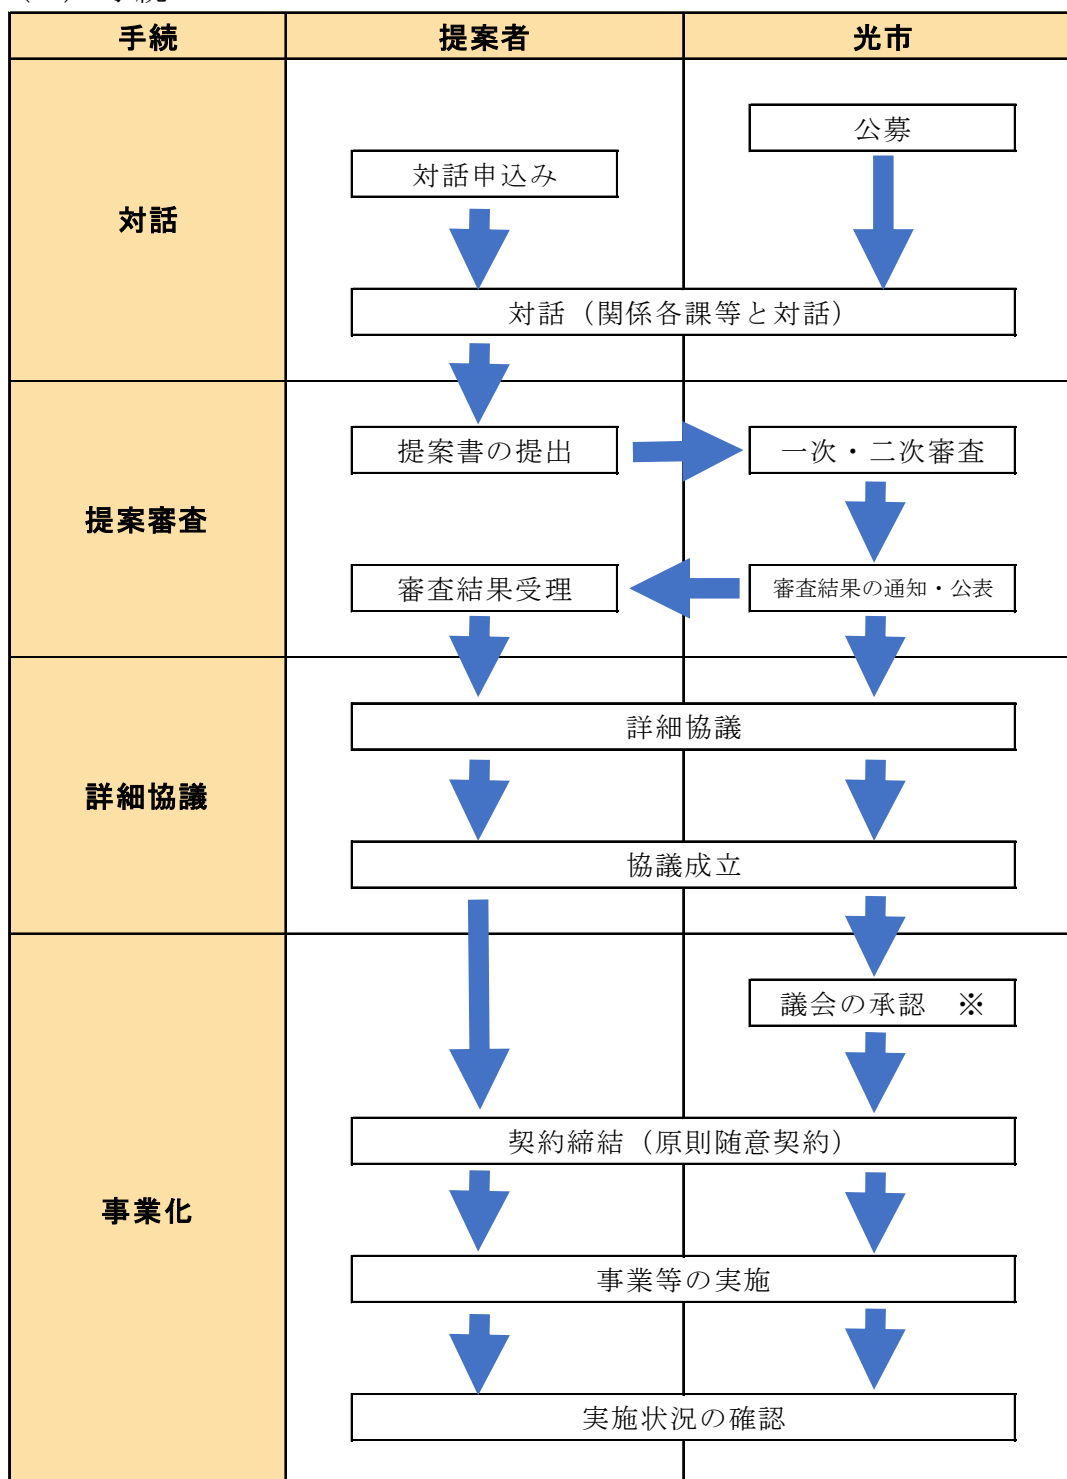 手続 提案者 光市
公募
対話申込み
対話
対話（関係各課等と対話）
提案書の提出 一次・二次審査
提案審査
審査結果受理 審査結果の通知・公表
詳細協議
詳細協議
協議成立
議会の承認　※
契約締結（原則随意契約）
事業化
事業等の実施
実施状況の確認